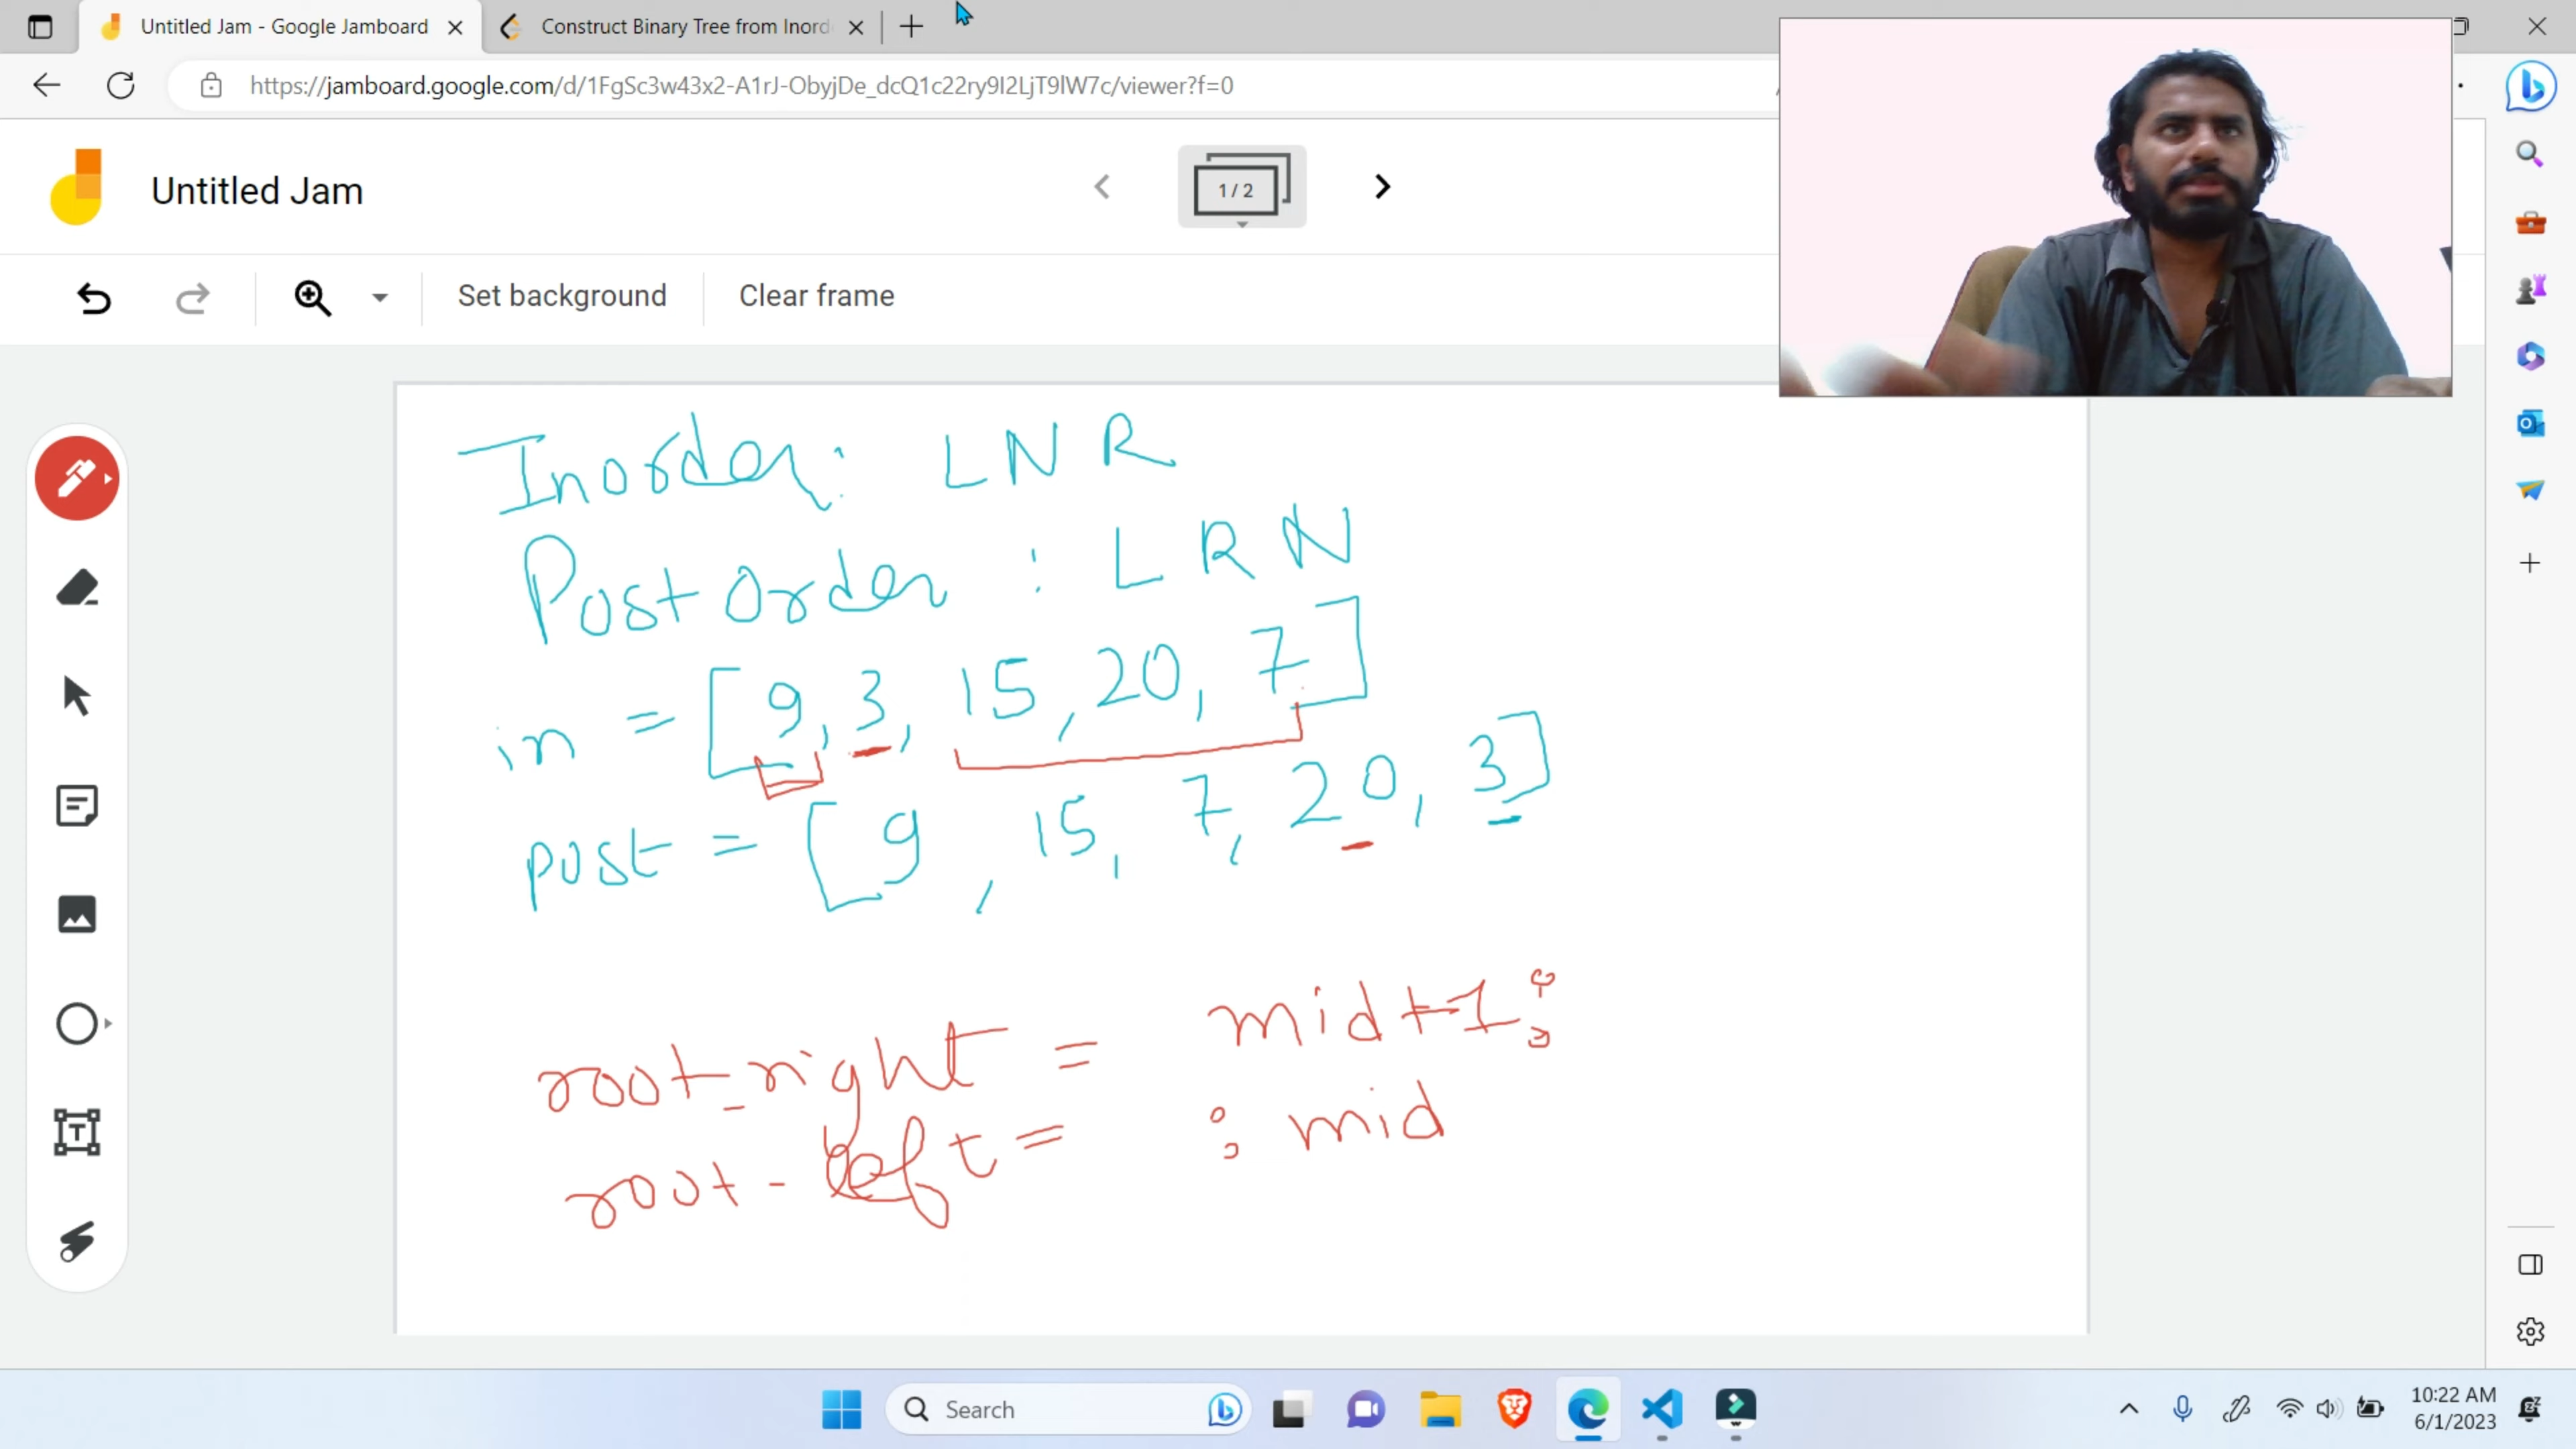 Untitled Jam - Google Jamboard
Construct Binary Tree from Inord
https://jamboard.google.com/d/1FgSc3w43x2-A1rJ-ObyjDe_dcQ1c22ry9I2LjT9lW7c/viewer?f=0
Untitled Jam
1 / 2
Set background
Clear frame
Inorder: LNR
Post Order : LRN
in = [9, 3, 15, 20, 7]
post = [9, 15, 7, 20, 3]
root_right = mid+1:
root-left = : mid
Search
10:22 AM
6/1/2023